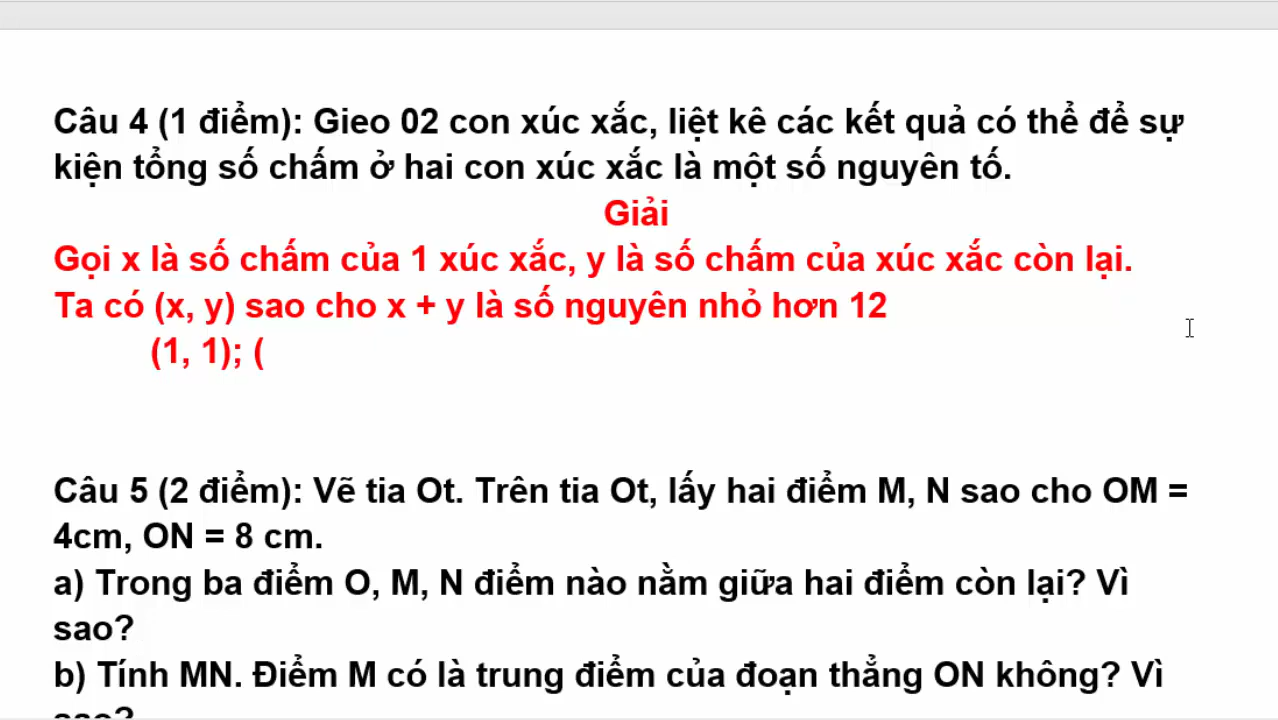 Câu 4 (1 điểm): Gieo 02 con xúc xắc, liệt kê các kết quả có thể để sự
kiện tổng số chấm ở hai con xúc xắc là một số nguyên tố.
Giải
Gọi x là số chấm của 1 xúc xắc, y là số chấm của xúc xắc còn lại.
Ta có (x, y) sao cho x + y là số nguyên nhỏ hơn 12
(1, 1); (
Câu 5 (2 điểm): Vẽ tia Ot. Trên tia Ot, lấy hai điểm M, N sao cho OM =
4cm, ON = 8 cm.
a) Trong ba điểm O, M, N điểm nào nằm giữa hai điểm còn lại? Vì
sao?
b) Tính MN. Điểm M có là trung điểm của đoạn thẳng ON không? Vì
sao?